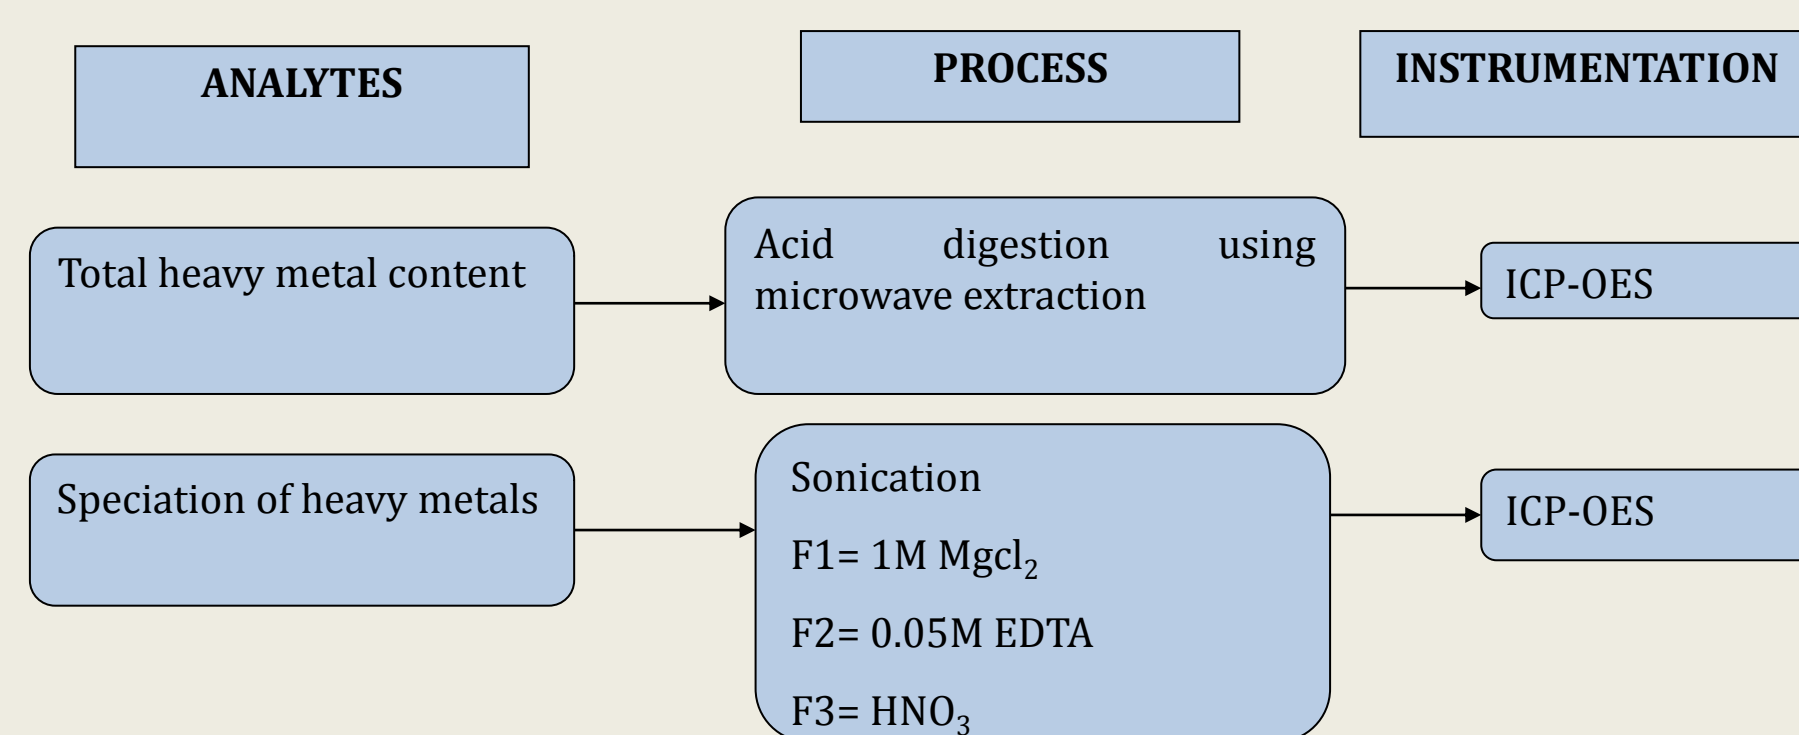 ANALYTES
PROCESS
INSTRUMENTATION
Total heavy metal content
Acid digestion using
microwave extraction
ICP-OES
Speciation of heavy metals
Sonication
F1= 1M Mgcl₂
F2= 0.05M EDTA
F3= HNO₃
ICP-OES